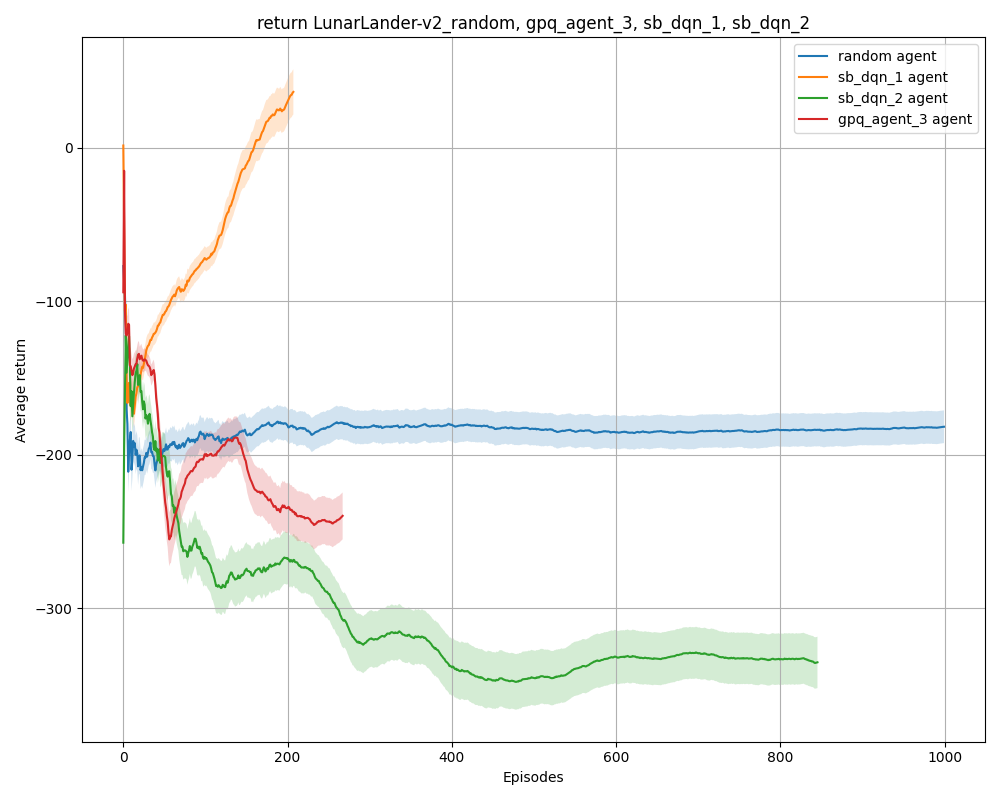 return LunarLander-v2_random, gpq_agent_3, sb_dqn_1, sb_dqn_2
random agent
sb_dqn_1 agent
sb_dqn_2 agent
gpq_agent_3 agent
Average return
0
−100
−200
−300
0 200 400 600 800 1000
Episodes